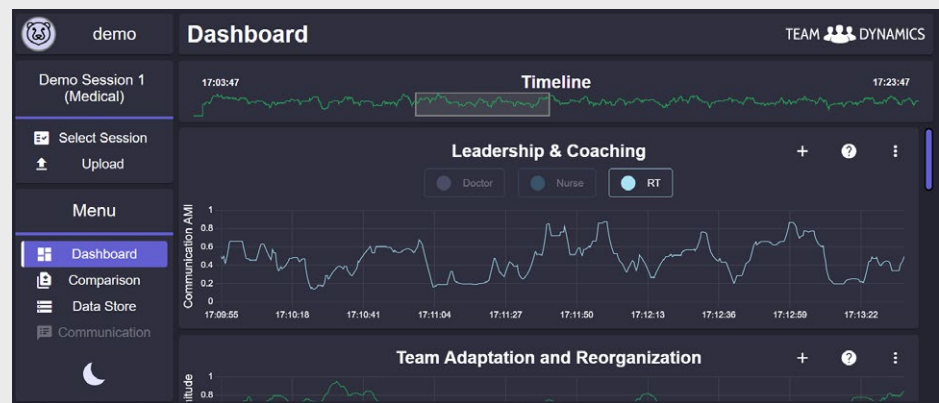 demo
Dashboard
TEAM DYNAMICS
Demo Session 1
(Medical)
Select Session
Upload
Menu
Dashboard
Comparison
Data Store
Communication
17:03:47
Timeline
17:23:47
Leadership & Coaching
+
?
Doctor
Nurse
RT
Communication AMI
1
0.8
0.6
0.4
0.2
0
17:09:55 17:10:18 17:10:41 17:11:04 17:11:27 17:11:50 17:12:13 17:12:36 17:12:59 17:13:22
Team Adaptation and Reorganization
+
?
1
0.8